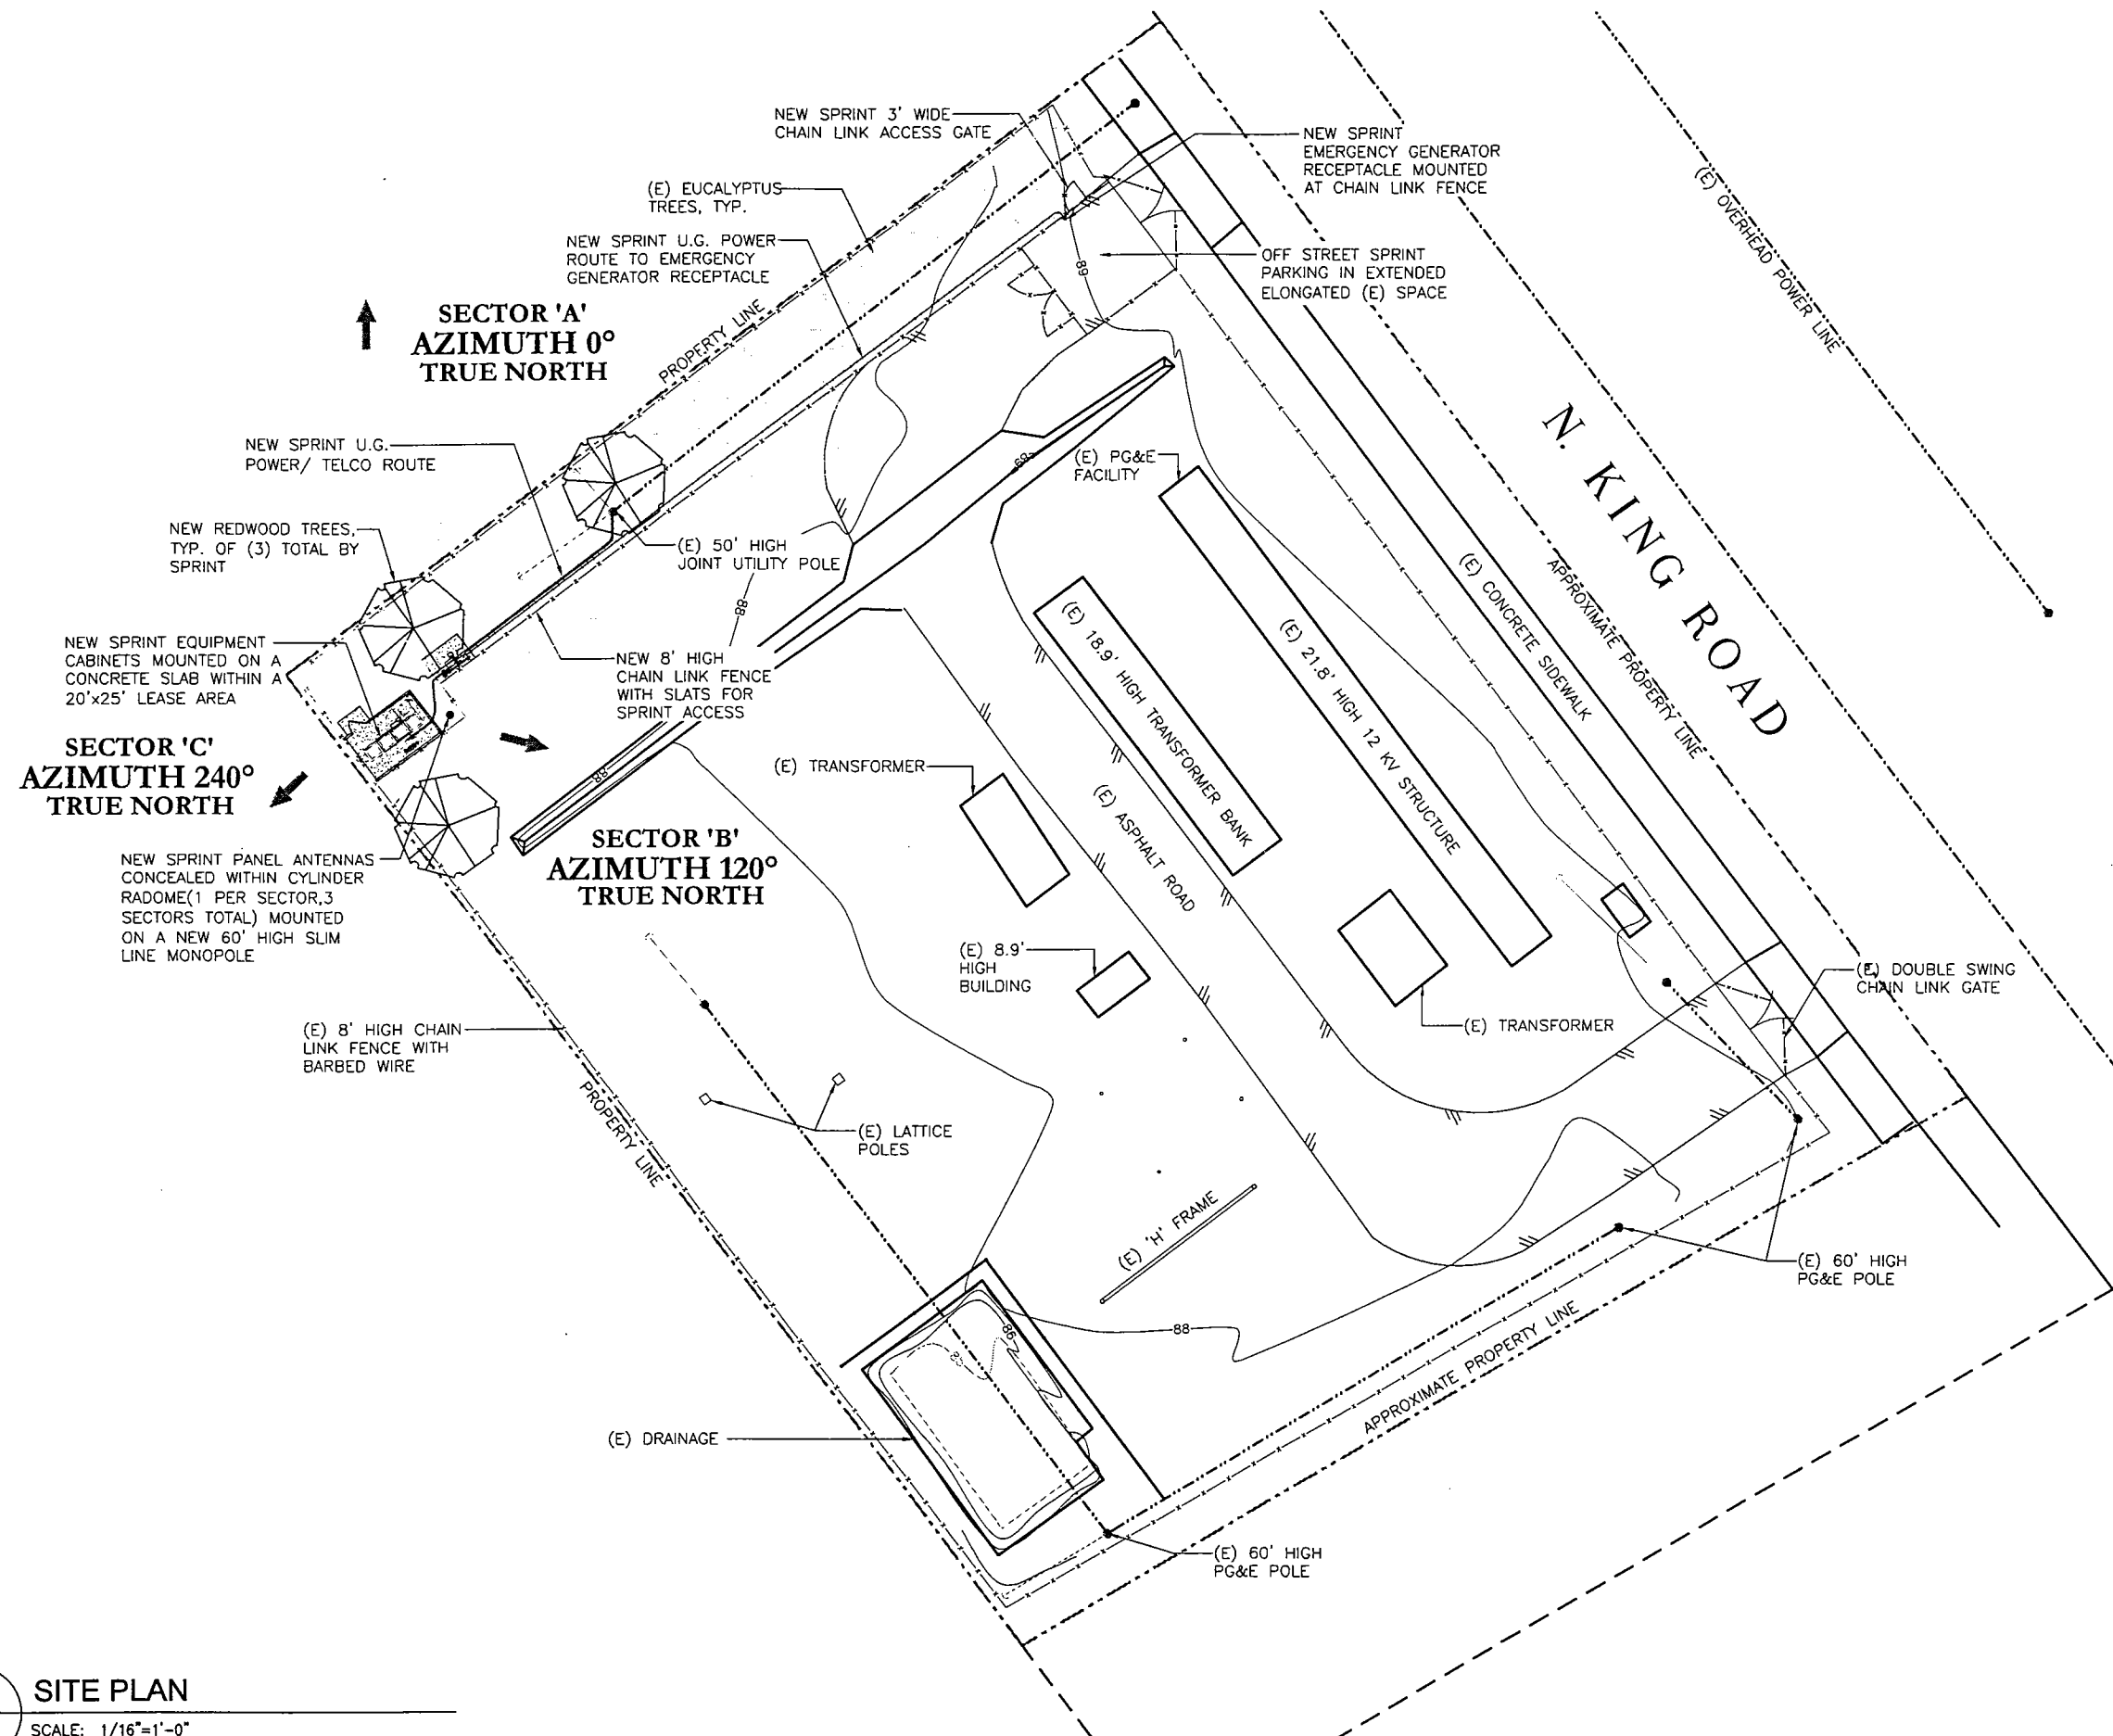 NEW SPRINT 3' WIDE
CHAIN LINK ACCESS GATE
NEW SPRINT
EMERGENCY GENERATOR
RECEPTACLE MOUNTED
AT CHAIN LINK FENCE
(E) EUCALYPTUS
TREES, TYP.
NEW SPRINT U.G. POWER
ROUTE TO EMERGENCY
GENERATOR RECEPTACLE
OFF STREET SPRINT
PARKING IN EXTENDED
ELONGATED (E) SPACE
(E) OVERHEAD POWER LINE
89
SECTOR 'A'
AZIMUTH 0°
TRUE NORTH
PROPERTY LINE
N. KING ROAD
NEW SPRINT U.G.
POWER/ TELCO ROUTE
(E) PG&E
FACILITY
89
NEW REDWOOD TREES,
TYP. OF (3) TOTAL BY
SPRINT
(E) 50' HIGH
JOINT UTILITY POLE
88
(E) CONCRETE SIDEWALK
APPROXIMATE PROPERTY LINE
(E) 18.9' HIGH TRANSFORMER BANK
(E) 21.8' HIGH 12 KV STRUCTURE
NEW SPRINT EQUIPMENT
CABINETS MOUNTED ON A
CONCRETE SLAB WITHIN A
20'x25' LEASE AREA
NEW 8' HIGH
CHAIN LINK FENCE
WITH SLATS FOR
SPRINT ACCESS
SECTOR 'C'
AZIMUTH 240°
TRUE NORTH
88
(E) TRANSFORMER
(E) ASPHALT ROAD
SECTOR 'B'
AZIMUTH 120°
TRUE NORTH
NEW SPRINT PANEL ANTENNAS
CONCEALED WITHIN CYLINDER
RADOME(1 PER SECTOR,3
SECTORS TOTAL) MOUNTED
ON A NEW 60' HIGH SLIM
LINE MONOPOLE
(E) 8.9'
HIGH
BUILDING
(E) DOUBLE SWING
CHAIN LINK GATE
(E) TRANSFORMER
(E) 8' HIGH CHAIN
LINK FENCE WITH
BARBED WIRE
PROPERTY LINE
(E) LATTICE
POLES
(E) 'H' FRAME
(E) 60' HIGH
PG&E POLE
88
86
APPROXIMATE PROPERTY LINE
(E) DRAINAGE
(E) 60' HIGH
PG&E POLE
SITE PLAN
SCALE: 1/16"=1'-0"